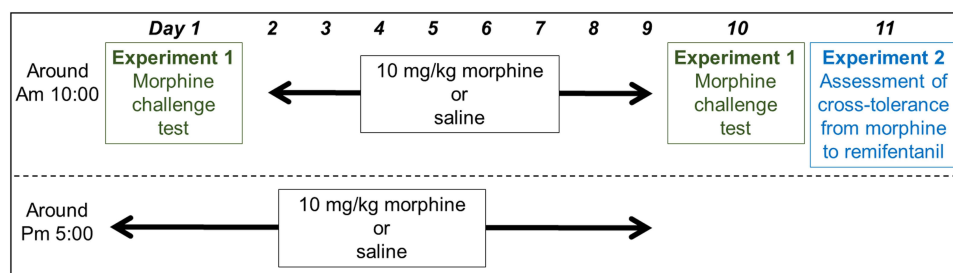 Day 1 2 3 4 5 6 7 8 9 10 11
Around
Am 10:00
Experiment 1
Morphine
challenge
test
10 mg/kg morphine
or
saline
Experiment 1
Morphine
challenge
test
Experiment 2
Assessment of
cross-tolerance
from morphine
to remifentanil
Around
Pm 5:00
10 mg/kg morphine
or
saline